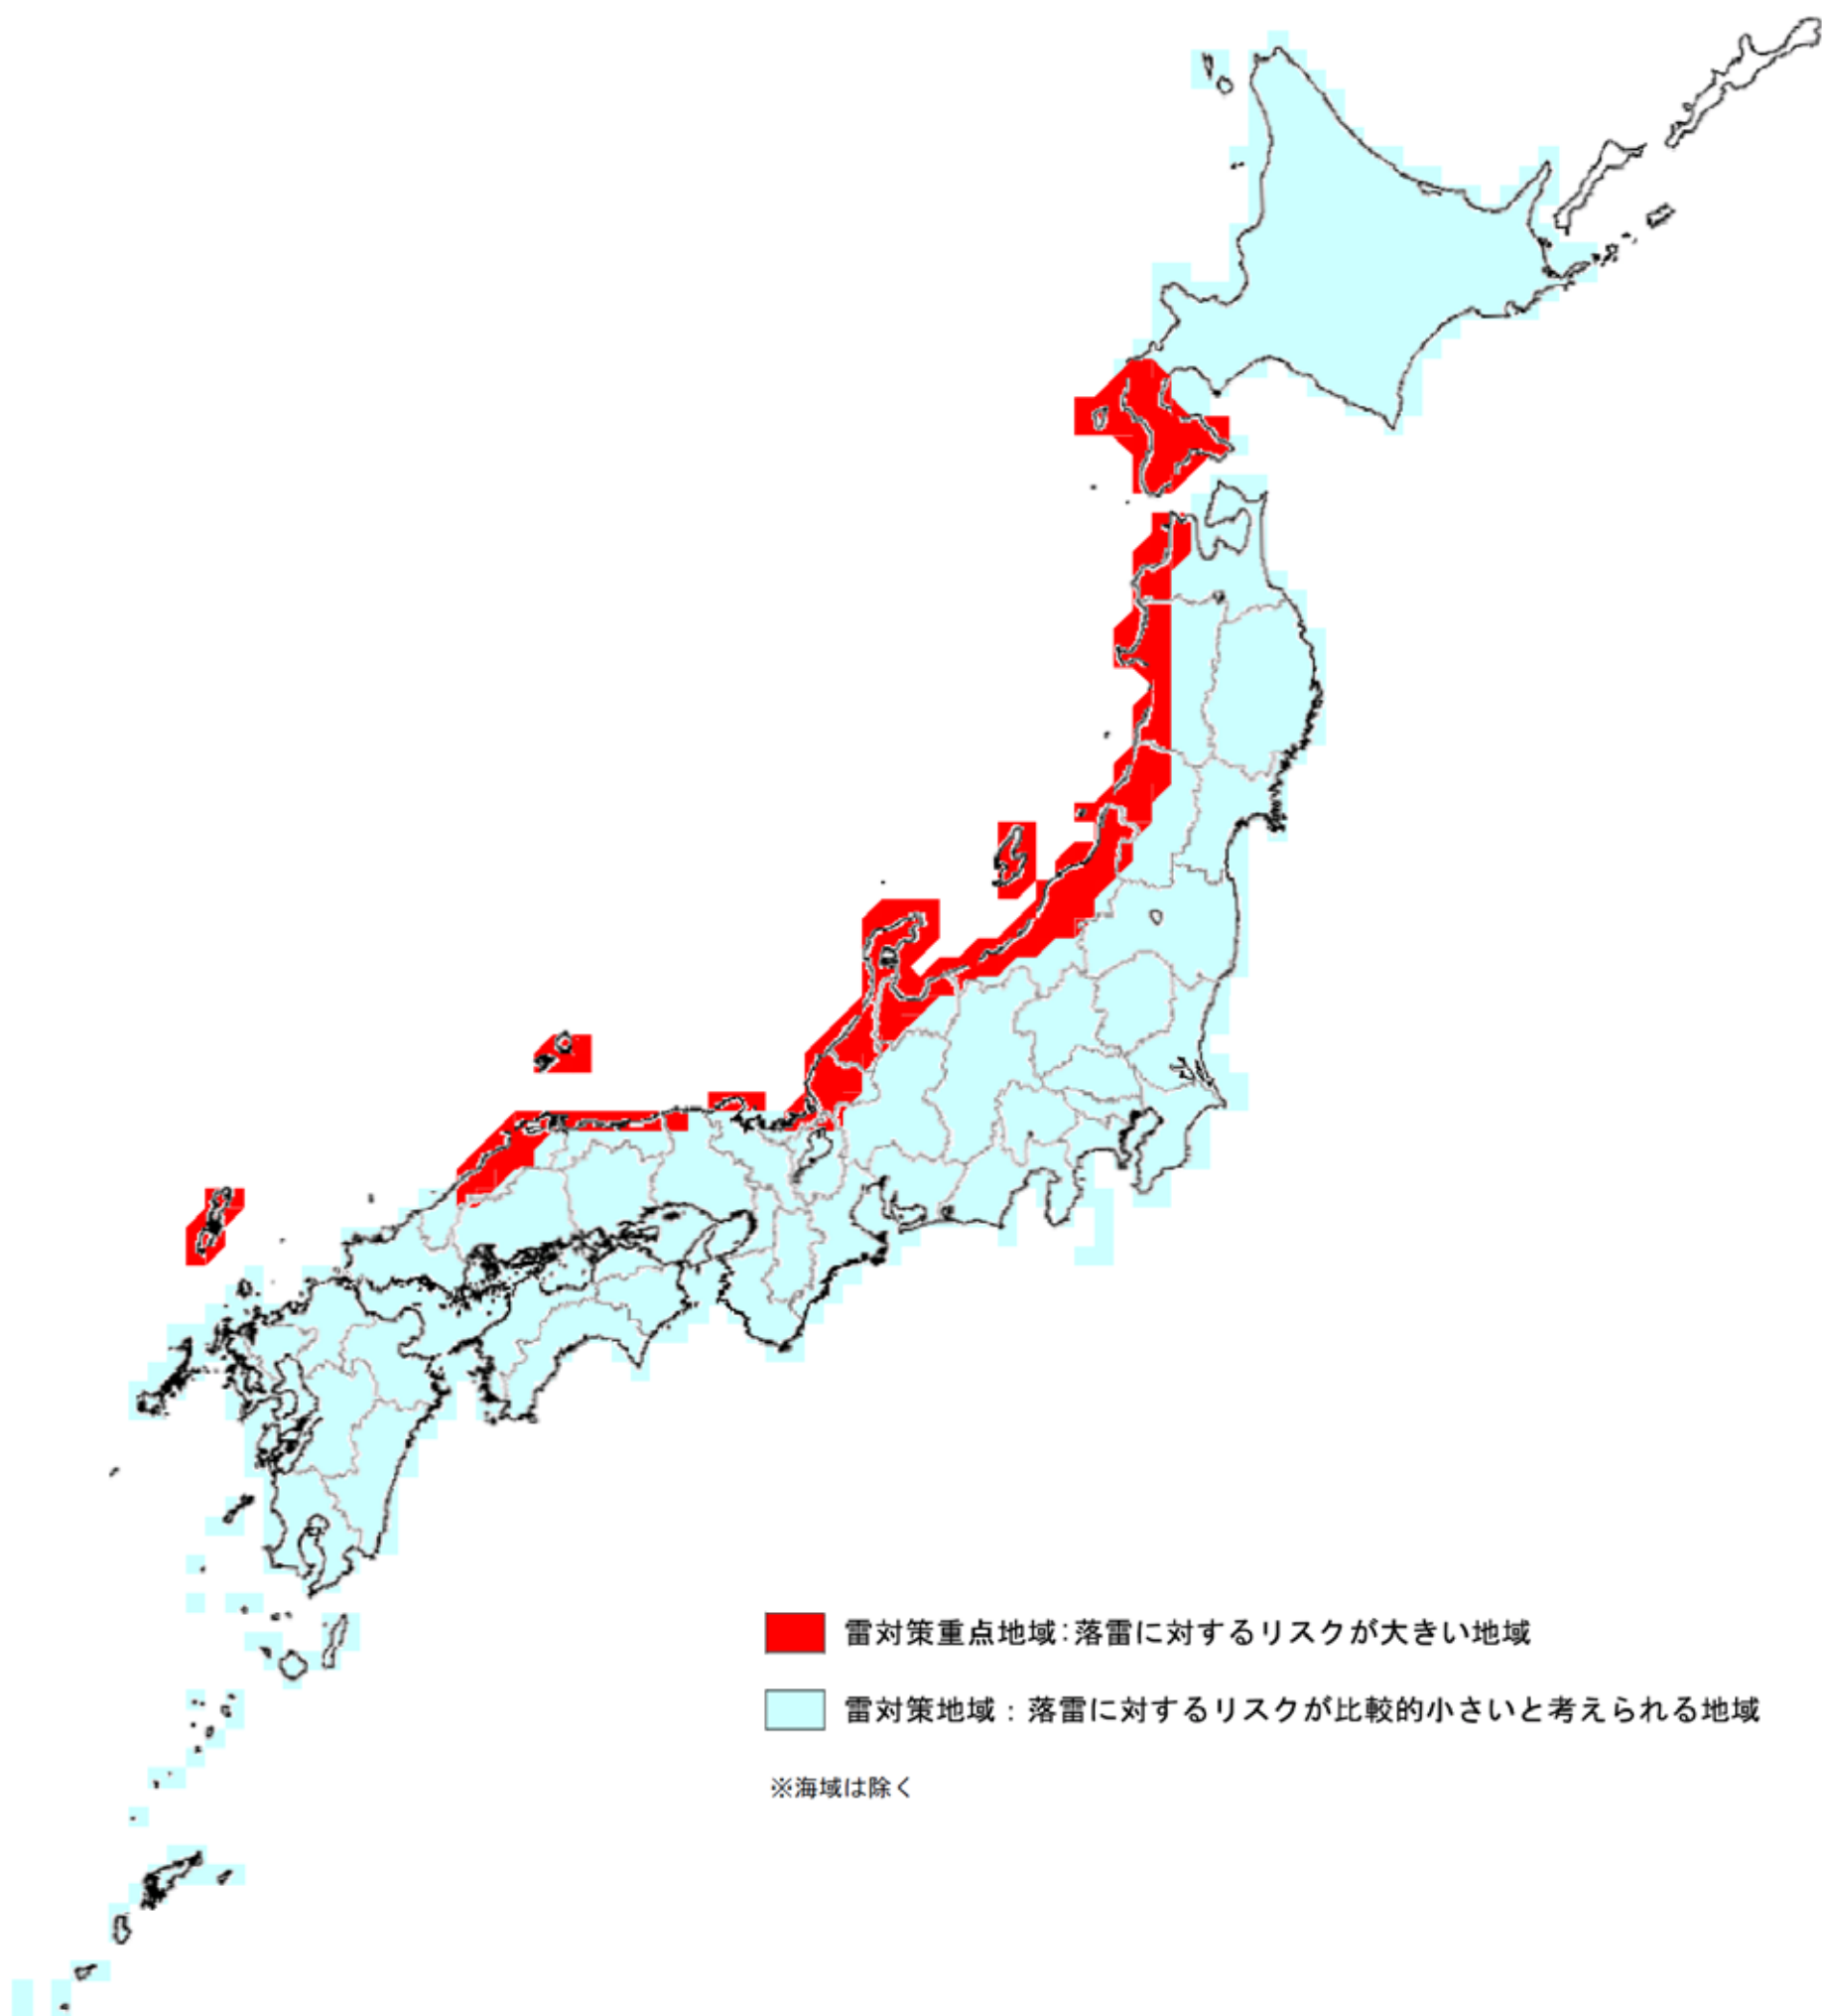 雷対策重点地域:落雷に対するリスクが大きい地域
雷対策地域：落雷に対するリスクが比較的小さいと考えられる地域
※海域は除く